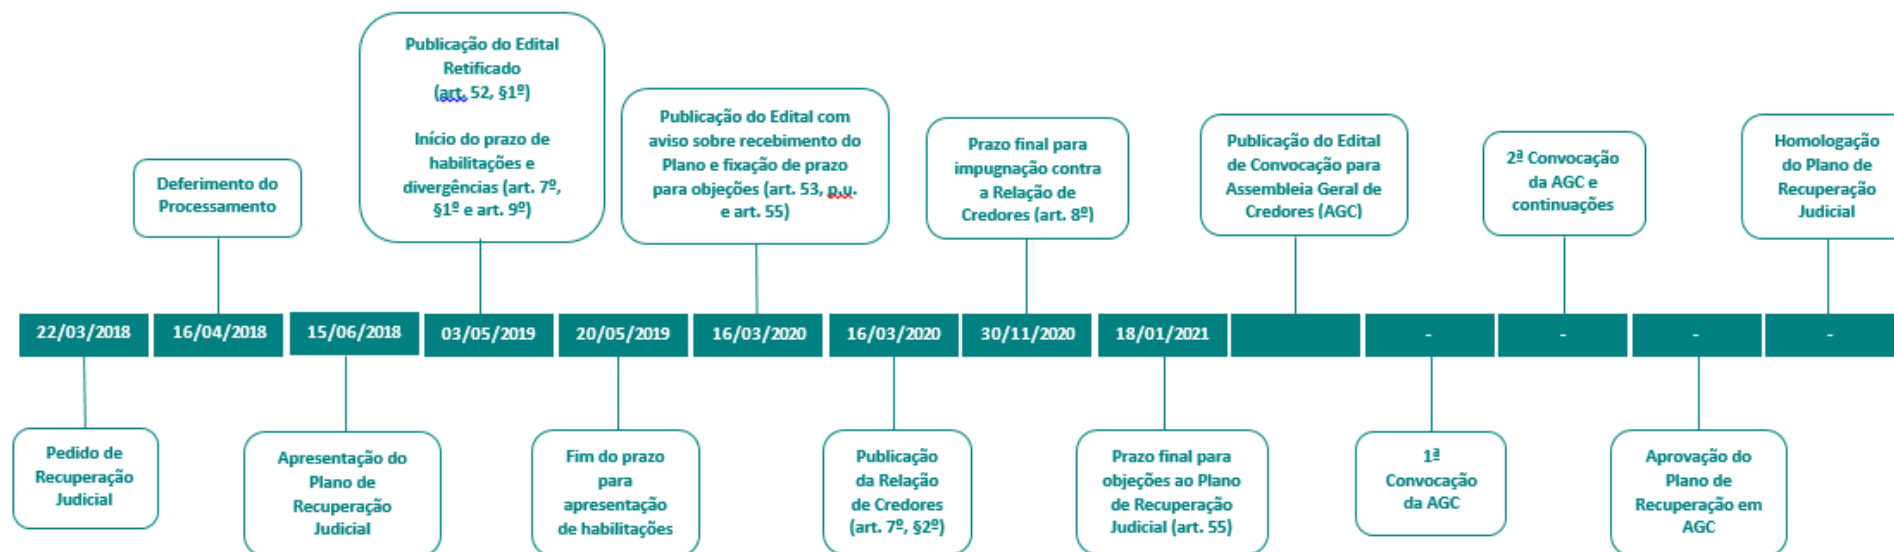 Publicação do Edital
Retificado
(art. 52, §1º)
Início do prazo de
habilitações e
divergências (art. 7º,
§1º e art. 9º)
Publicação do Edital com
aviso sobre recebimento do
Plano e fixação de prazo
para objeções (art. 53, p.u.
e art. 55)
Prazo final para
impugnação contra
a Relação de
Credores (art. 8º)
Publicação do Edital
de Convocação para
Assembleia Geral de
Credores (AGC)
2ª Convocação
da AGC e
continuações
Homologação
do Plano de
Recuperação
Judicial
Deferimento do
Processamento
22/03/2018
16/04/2018
15/06/2018
03/05/2019
20/05/2019
16/03/2020
16/03/2020
30/11/2020
18/01/2021
-
-
-
-
Pedido de
Recuperação
Judicial
Apresentação do
Plano de
Recuperação
Judicial
Fim do prazo
para
apresentação
de habilitações
Publicação
da Relação
de Credores
(art. 7º, §2º)
Prazo final para
objeções ao Plano
de Recuperação
Judicial (art. 55)
1ª
Convocação
da AGC
Aprovação do
Plano de
Recuperação em
AGC